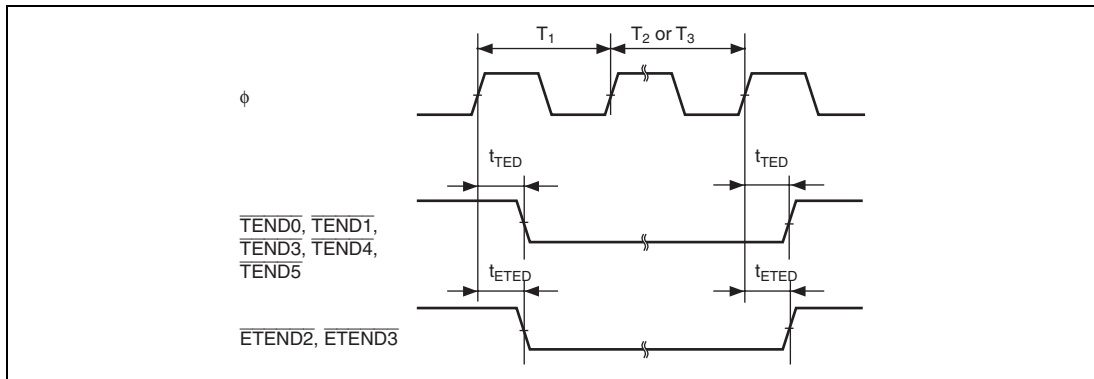 T1
T2 or T3
ϕ
tTED
tTED
TEND0, TEND1,
TEND3, TEND4,
TEND5
tETED
tETED
ETEND2, ETEND3